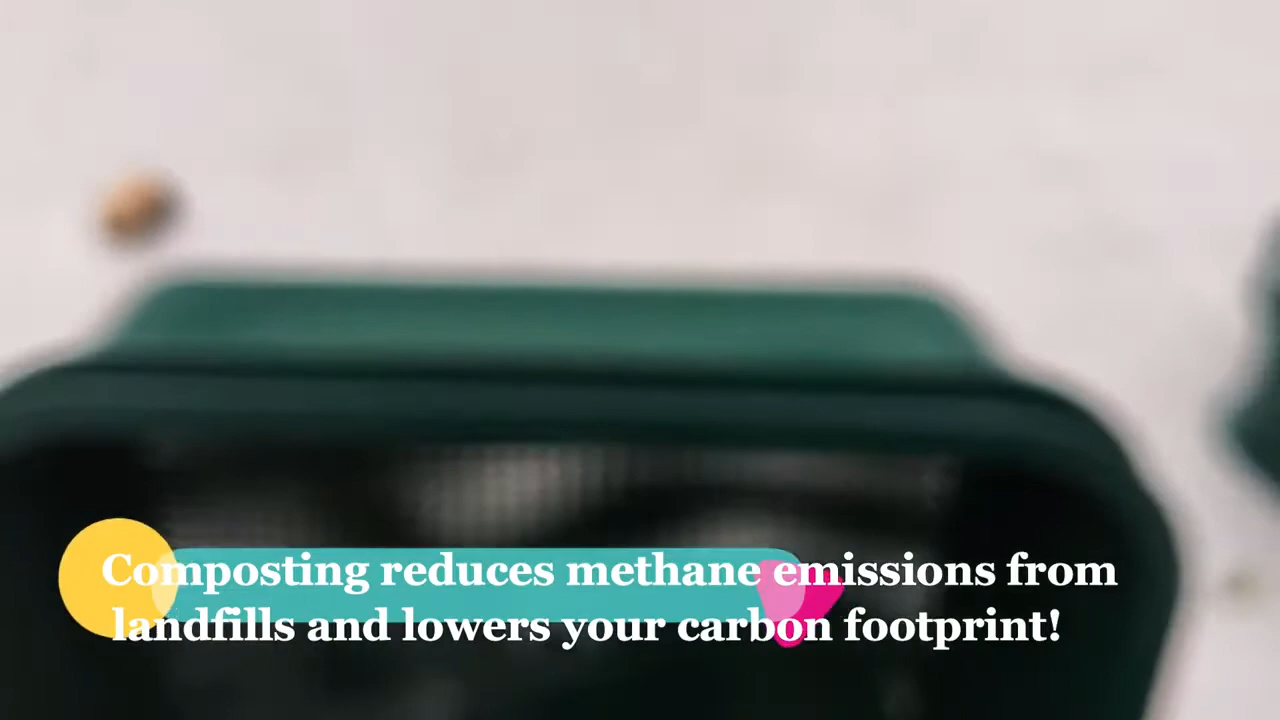 Composting reduces methane emissions from
landfills and lowers your carbon footprint!